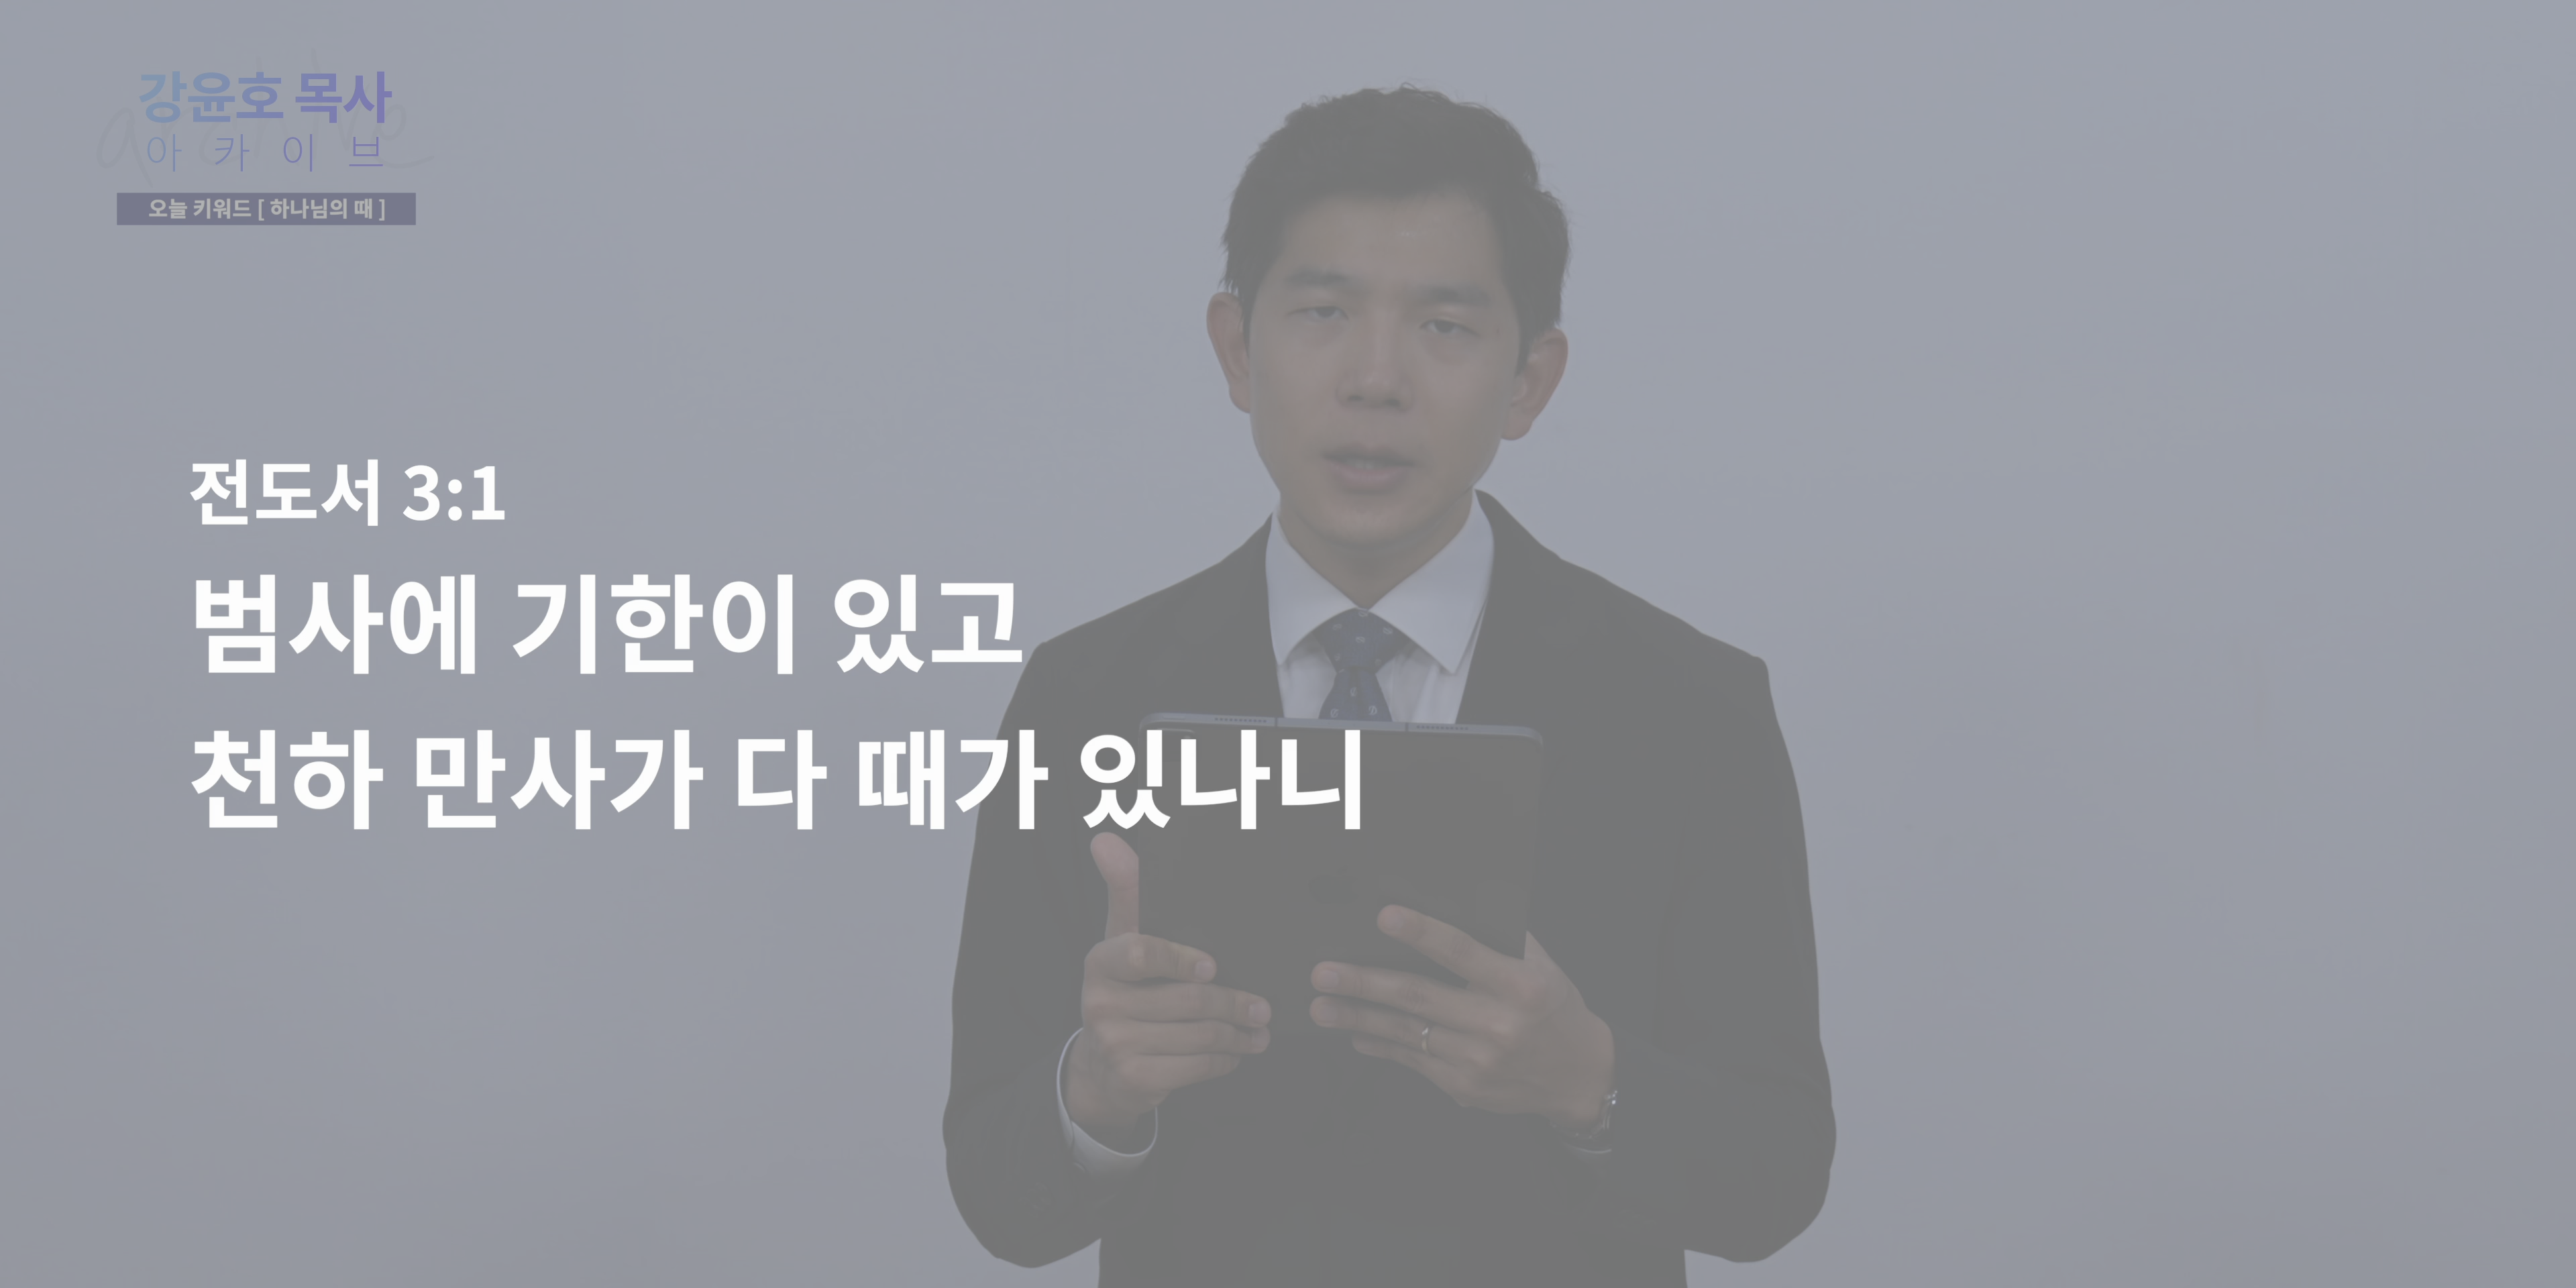 강윤호 목사
아카이브
오늘 키워드 [ 하나님의 때 ]
전도서 3:1
범사에 기한이 있고
천하 만사가 다 때가 있나니